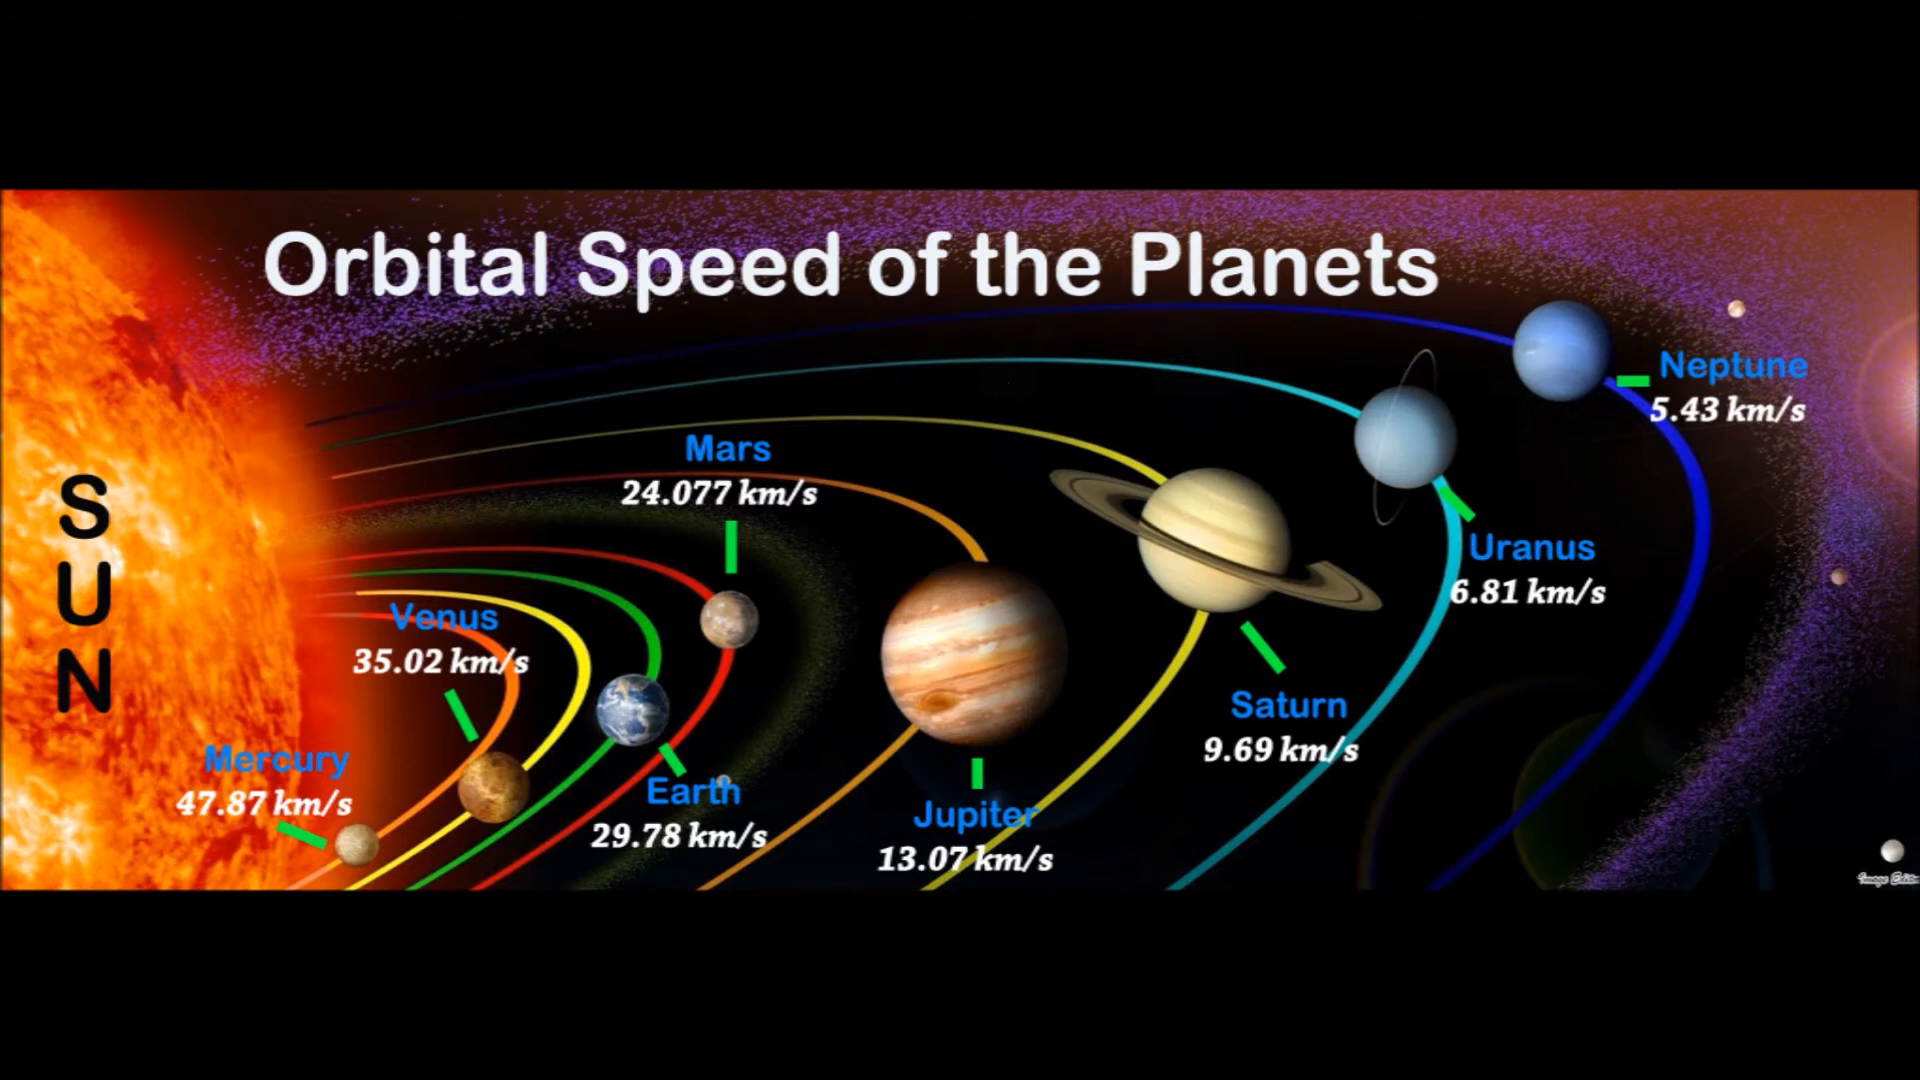 Orbital Speed of the Planets
SUN
Mercury
47.87 km/s
Venus
35.02 km/s
Earth
29.78 km/s
Mars
24.077 km/s
Jupiter
13.07 km/s
Saturn
9.69 km/s
Uranus
6.81 km/s
Neptune
5.43 km/s